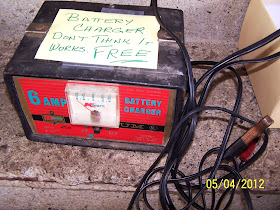 BATTERY
CHARGER
DON'T THINK IT
WORKS. FREE
6 AMP
BATTERY
CHARGER
05/04/2012